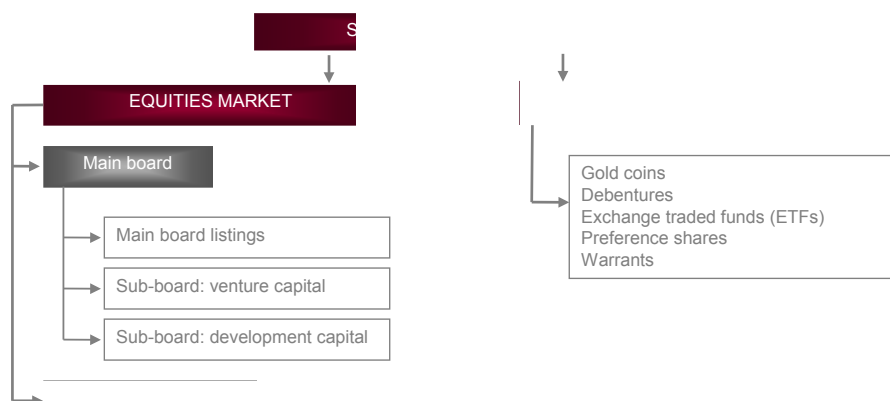 S
EQUITIES MARKET
Main board
Main board listings
Sub-board: venture capital
Sub-board: development capital
Gold coins
Debentures
Exchange traded funds (ETFs)
Preference shares
Warrants